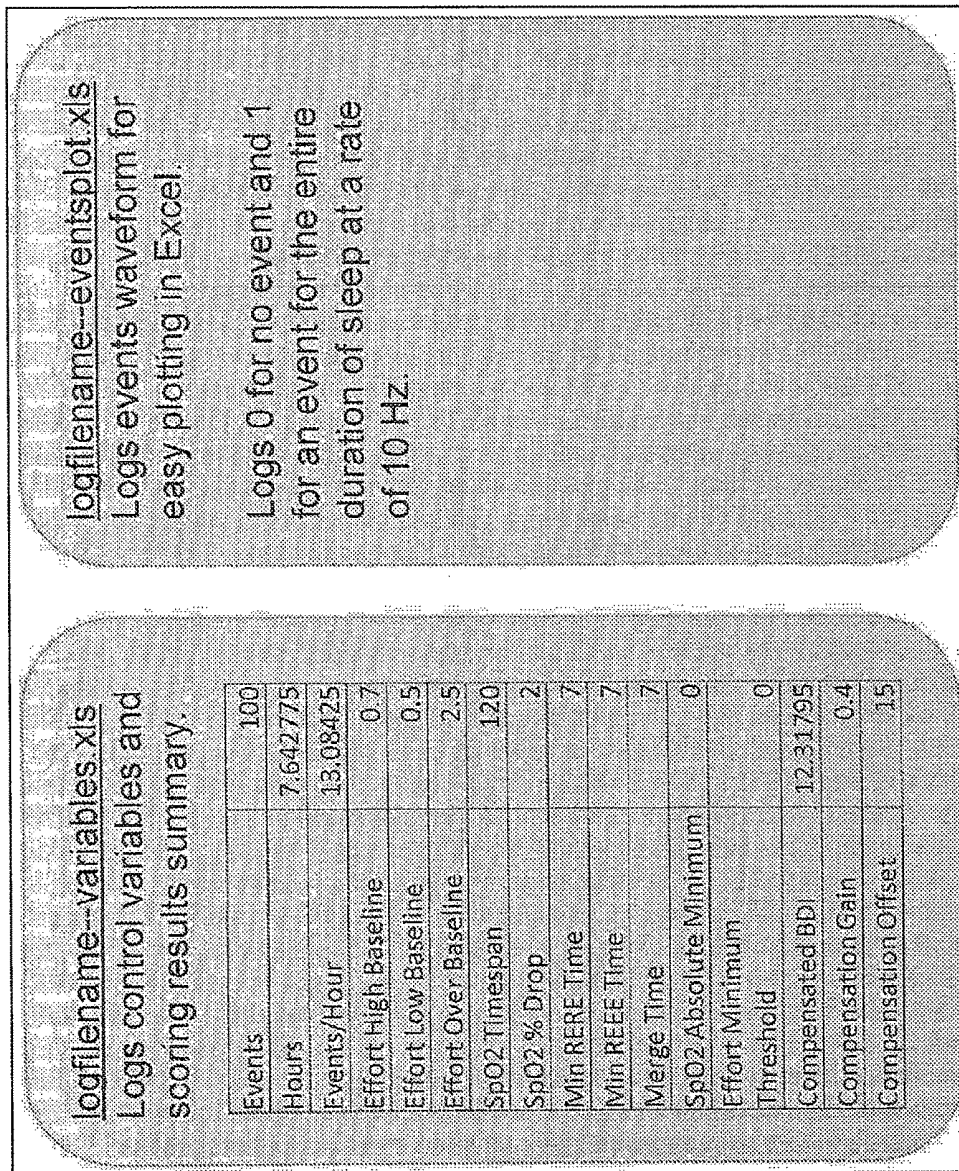 logfilename--variables.xls
Logs control variables and
scoring results summary.
Events 100
Hours 7.642775
Events/Hour 13.08425
Effort High Baseline 0.7
Effort Low Baseline 0.5
Effort Over Baseline 2.5
SpO2 Timespan 120
SpO2 % Drop 2
Min RERE Time 7
Min REEE Time 7
Merge Time 7
SpO2 Absolute Minimum 0
Effort Minimum
Threshold 0
Compensated BDI 12.31795
Compensation Gain 0.4
Compensation Offset 15
logfilename--eventsplot.xls
Logs events waveform for
easy plotting in Excel.
Logs 0 for no event and 1
for an event for the entire
duration of sleep at a rate
of 10 Hz.